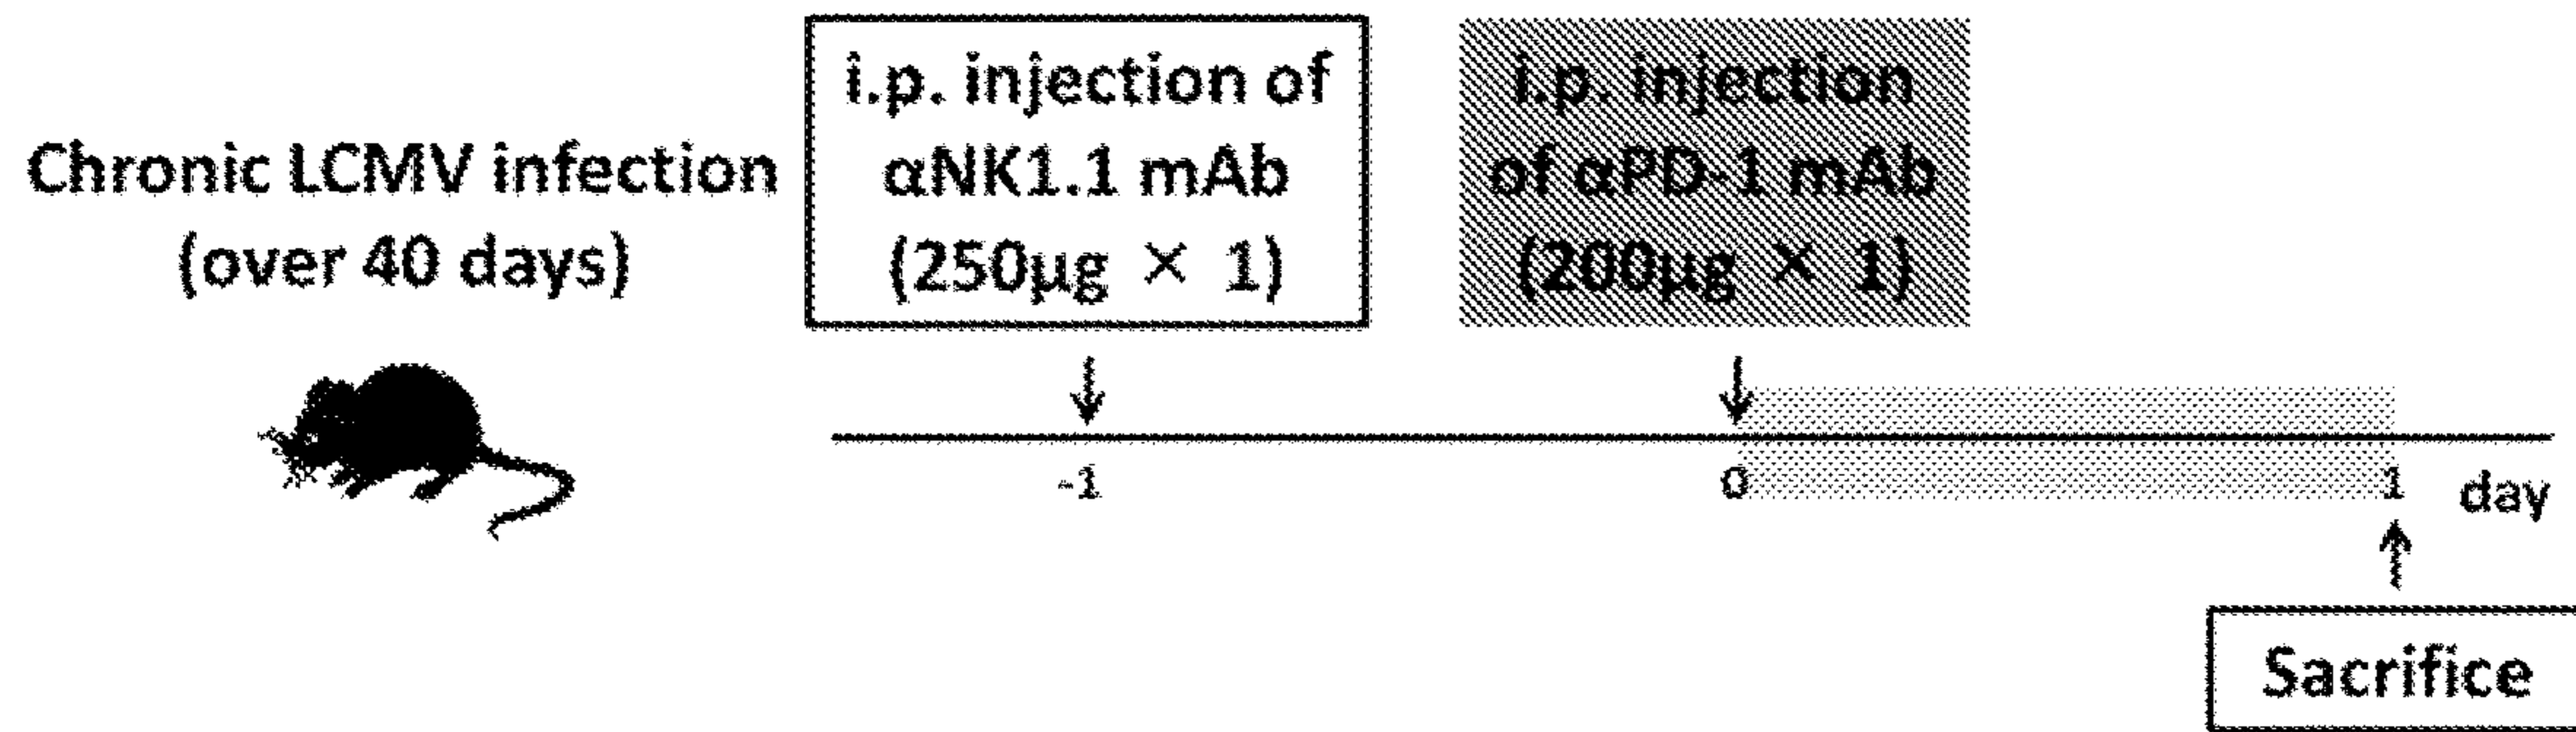 Chronic LCMV infection
(over 40 days)
i.p. injection of
αNK1.1 mAb
(250µg × 1)
i.p. injection
of αPD-1 mAb
(200µg × 1)
-1
0
1
day
Sacrifice